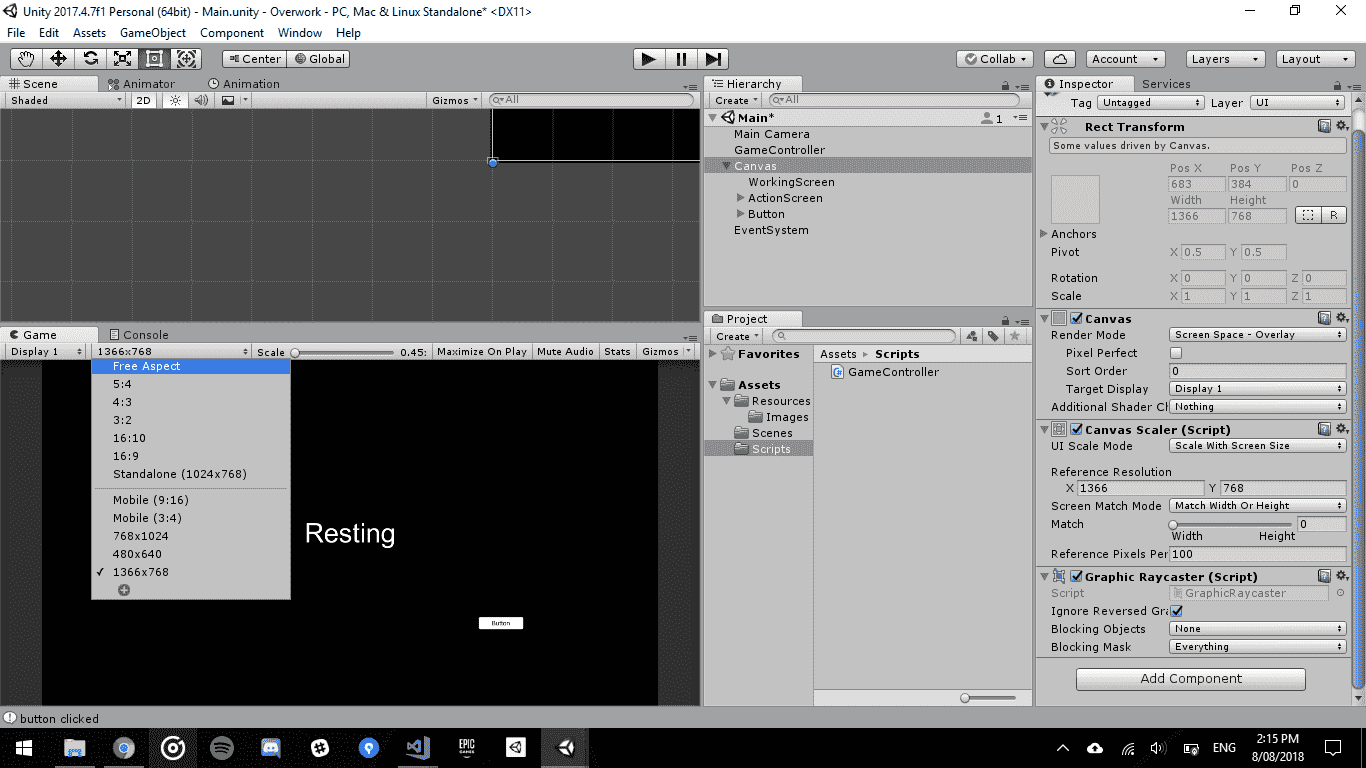 Unity 2017.4.7f1 Personal (64bit) - Main.unity - Overwork - PC, Mac & Linux Standalone* <DX11>
File Edit Assets GameObject Component Window Help
Center Global Collab Account Layers Layout
Scene Animator Animation
Shaded 2D Gizmos All
Hierarchy
Create All
Main* 1
Main Camera
GameController
Canvas
WorkingScreen
ActionScreen
Button
EventSystem
Game Console
Display 1 1366x768 Scale 0.45: Maximize On Play Mute Audio Stats Gizmos
Free Aspect
5:4
4:3
3:2
16:10
16:9
Standalone (1024x768)
Mobile (9:16)
Mobile (3:4)
768x1024
480x640
1366x768
Resting
Button
Project
Create
Favorites
Assets
Resources
Images
Scenes
Scripts
Assets Scripts
GameController
Inspector Services
Tag Untagged Layer UI
Rect Transform
Some values driven by Canvas.
Pos X Pos Y Pos Z
683 384 0
Width Height
1366 768 R
Anchors
Pivot X 0.5 Y 0.5
Rotation X 0 Y 0 Z 0
Scale X 1 Y 1 Z 1
Canvas
Render Mode Screen Space - Overlay
Pixel Perfect
Sort Order 0
Target Display Display 1
Additional Shader Ch Nothing
Canvas Scaler (Script)
UI Scale Mode Scale With Screen Size
Reference Resolution
X 1366 Y 768
Screen Match Mode Match Width Or Height
Match 0
Width Height
Reference Pixels Per 100
Graphic Raycaster (Script)
Script GraphicRaycaster
Ignore Reversed Gra
Blocking Objects None
Blocking Mask Everything
Add Component
button clicked
EPIC GAMES
ENG
2:15 PM
8/08/2018